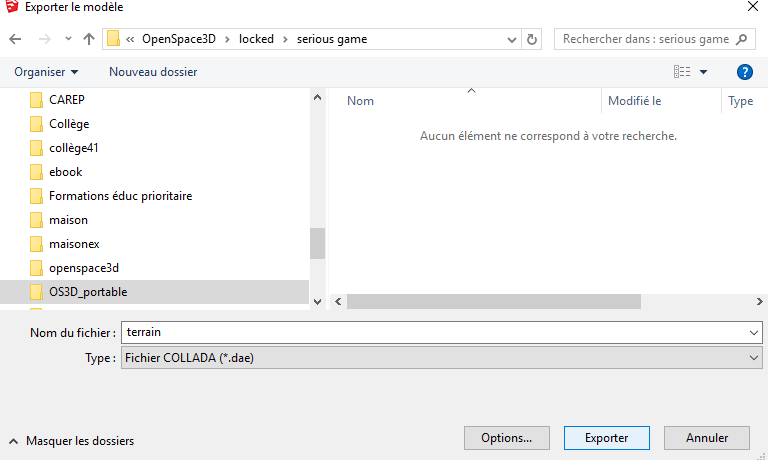 Exporter le modèle
« OpenSpace3D > locked > serious game
Rechercher dans : serious game
Organiser
Nouveau dossier
?
CAREP
Collège
collège41
ebook
Formations éduc prioritaire
maison
maisonex
openspace3d
OS3D_portable
Nom
Modifié le
Type
Aucun élément ne correspond à votre recherche.
Nom du fichier : terrain
Type : Fichier COLLADA (*.dae)
Masquer les dossiers
Options...
Exporter
Annuler